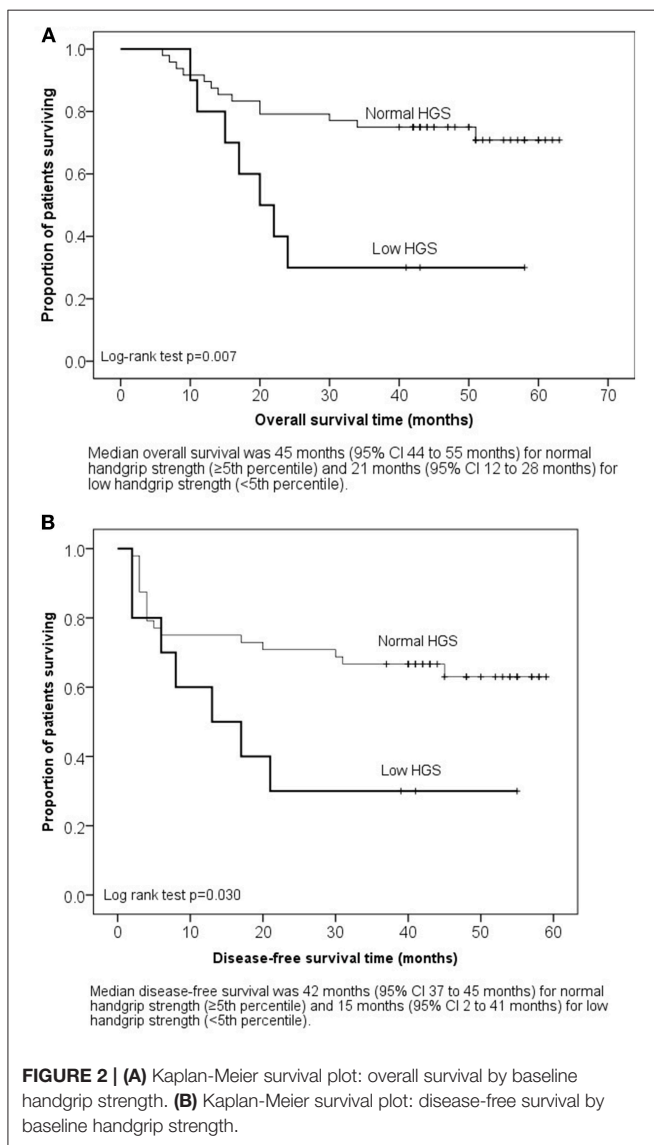 A
1.0
0.8
0.6
0.4
0.2
0.0
Proportion of patients surviving
Normal HGS
Low HGS
Log-rank test p=0.007
0 10 20 30 40 50 60 70
Overall survival time (months)
Median overall survival was 45 months (95% CI 44 to 55 months) for normal
handgrip strength (≥5th percentile) and 21 months (95% CI 12 to 28 months) for
low handgrip strength (<5th percentile).
B
1.0
0.8
0.6
0.4
0.2
0.0
Proportion of patients surviving
Normal HGS
Low HGS
Log rank test p=0.030
0 10 20 30 40 50 60
Disease-free survival time (months)
Median disease-free survival was 42 months (95% CI 37 to 45 months) for normal
handgrip strength (≥5th percentile) and 15 months (95% CI 2 to 41 months) for low
handgrip strength (<5th percentile).
FIGURE 2 | (A) Kaplan-Meier survival plot: overall survival by baseline
handgrip strength. (B) Kaplan-Meier survival plot: disease-free survival by
baseline handgrip strength.